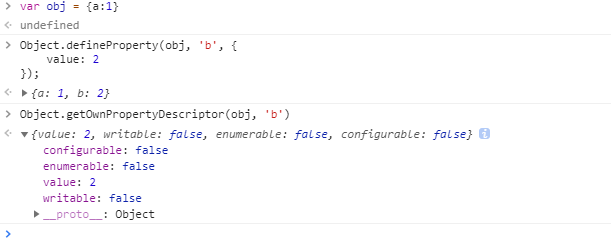 > var obj = {a:1}
< undefined
> Object.defineProperty(obj, 'b', {
value: 2
});
< ▶ {a: 1, b: 2}
> Object.getOwnPropertyDescriptor(obj, 'b')
< ▼ {value: 2, writable: false, enumerable: false, configurable: false} i
configurable: false
enumerable: false
value: 2
writable: false
▶ __proto__: Object
>